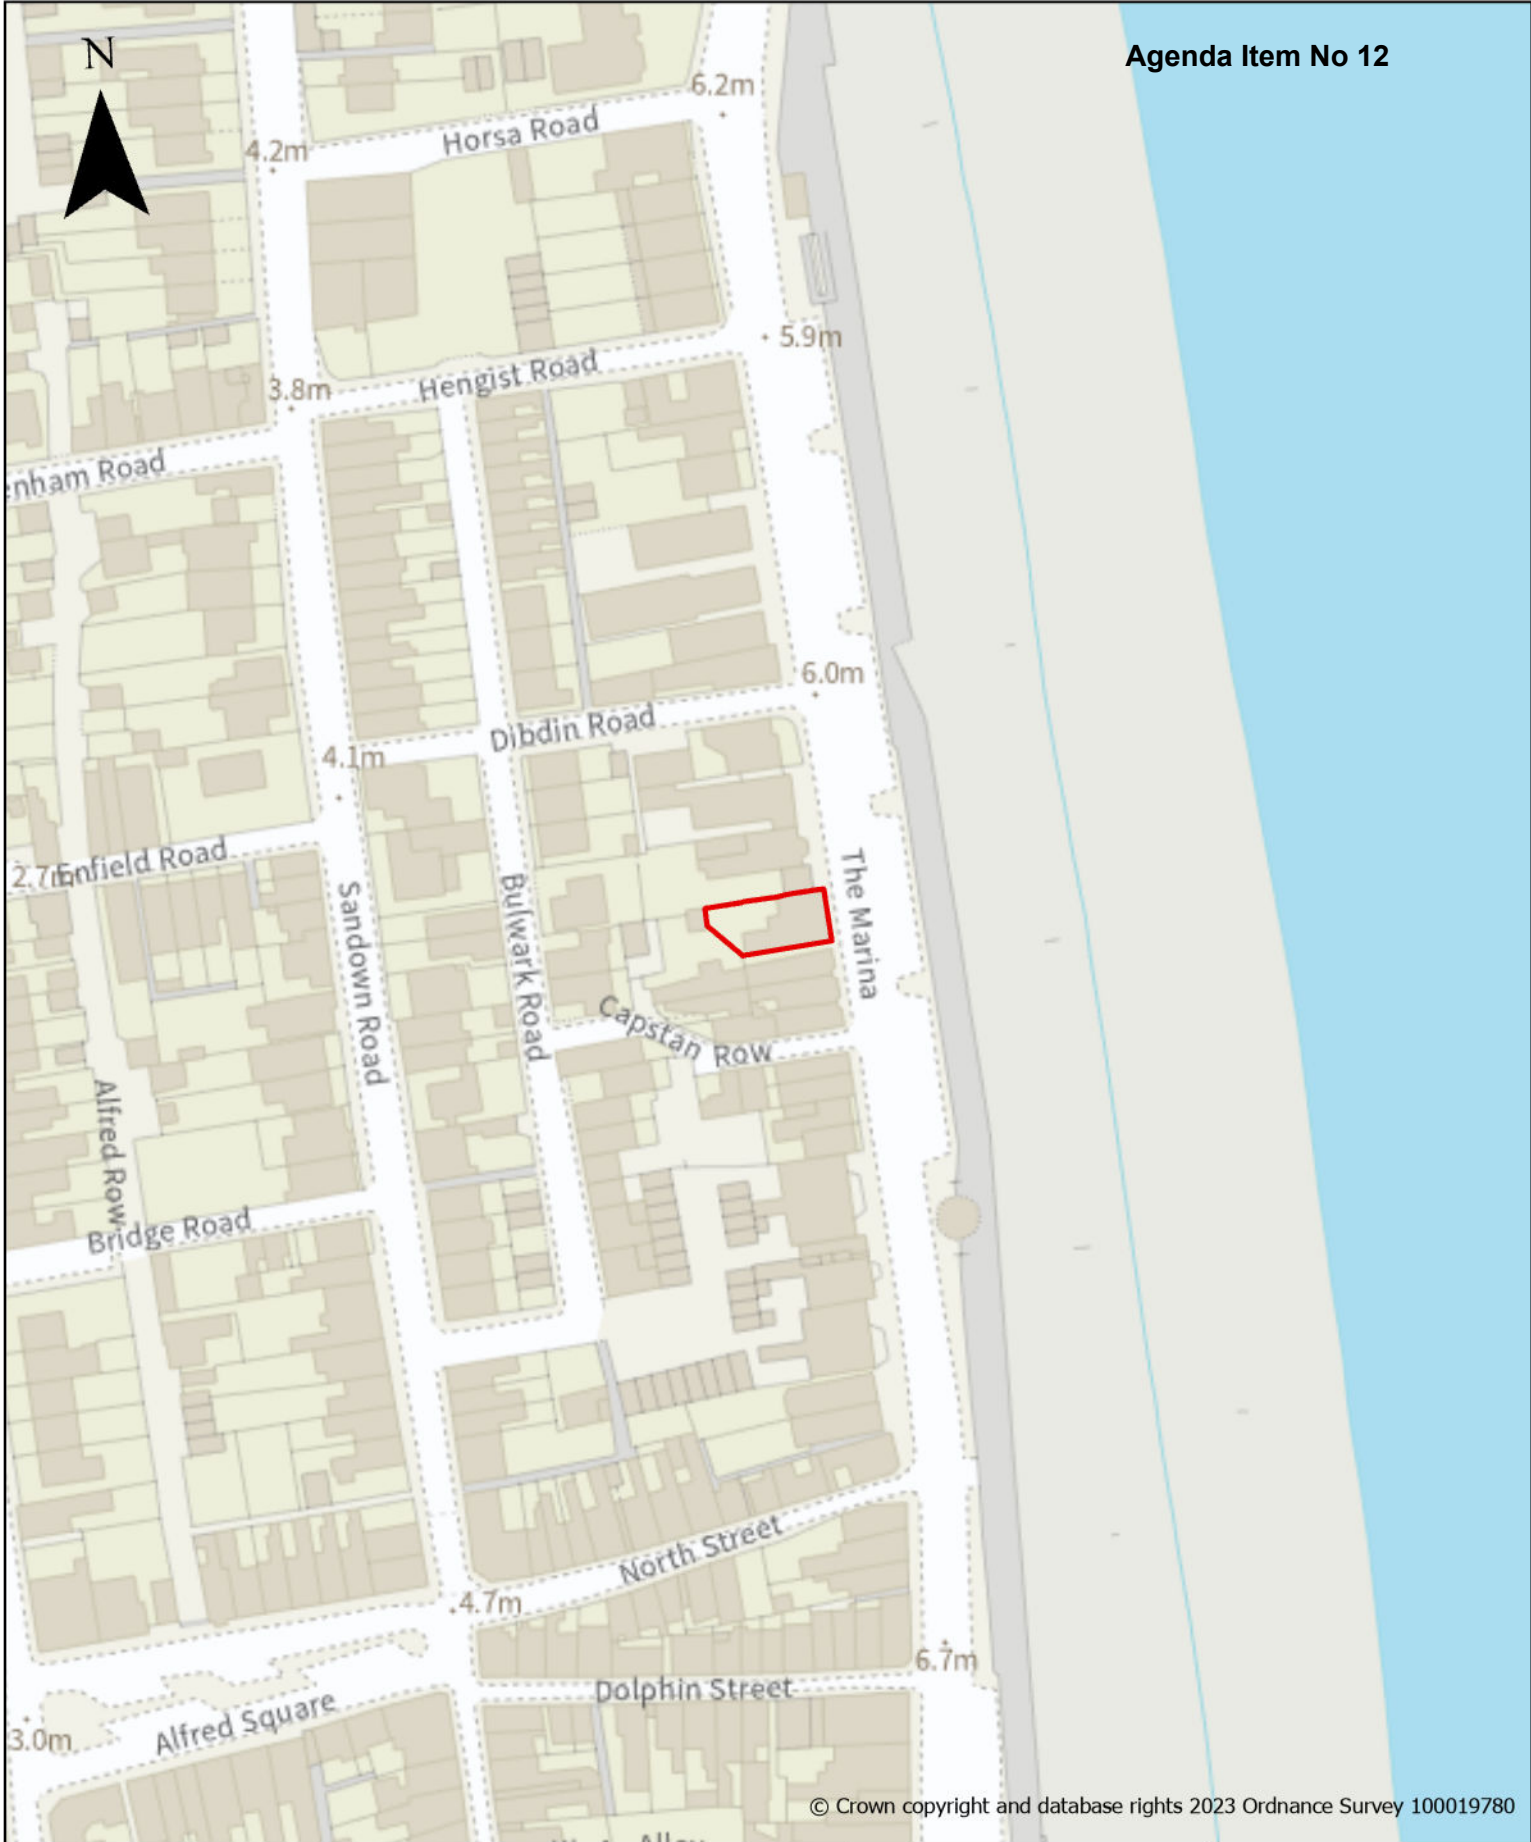 N
Agenda Item No 12
6.2m
Horsa Road
4.2m
5.9m
Hengist Road
3.8m
enham Road
6.0m
Dibdin Road
4.1m
Enfield Road
2.7m
The Marina
Sandown Road
Bulwark Road
Capstan Row
Alfred Row
Bridge Road
North Street
4.7m
6.7m
Dolphin Street
Alfred Square
3.0m
© Crown copyright and database rights 2023 Ordnance Survey 100019780